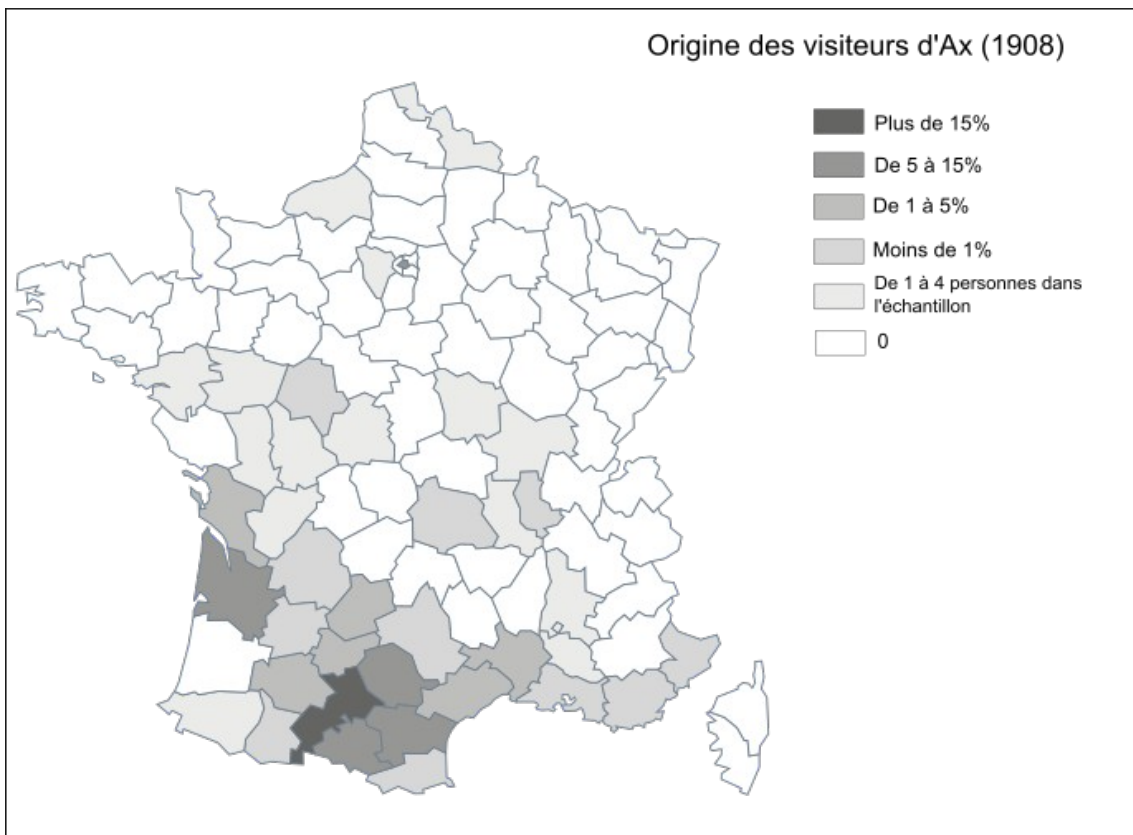 Origine des visiteurs d'Ax (1908)
Plus de 15%
De 5 à 15%
De 1 à 5%
Moins de 1%
De 1 à 4 personnes dans
l'échantillon
0